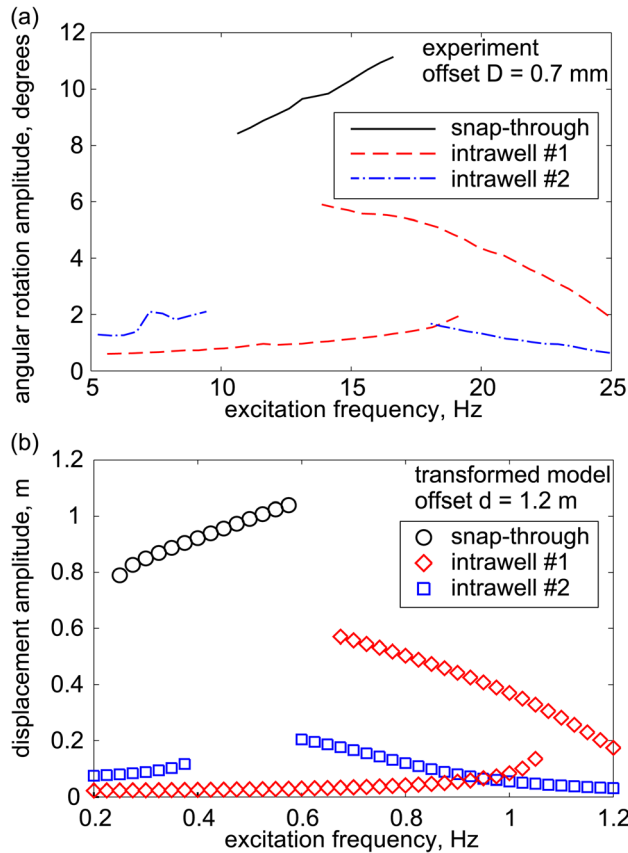 (a)
12
10
8
6
4
2
0
angular rotation amplitude, degrees
experiment
offset D = 0.7 mm
snap-through
intrawell #1
intrawell #2
5 10 15 20 25
excitation frequency, Hz
(b)
1.2
1
0.8
0.6
0.4
0.2
0
displacement amplitude, m
transformed model
offset d = 1.2 m
snap-through
intrawell #1
intrawell #2
0.2 0.4 0.6 0.8 1 1.2
excitation frequency, Hz